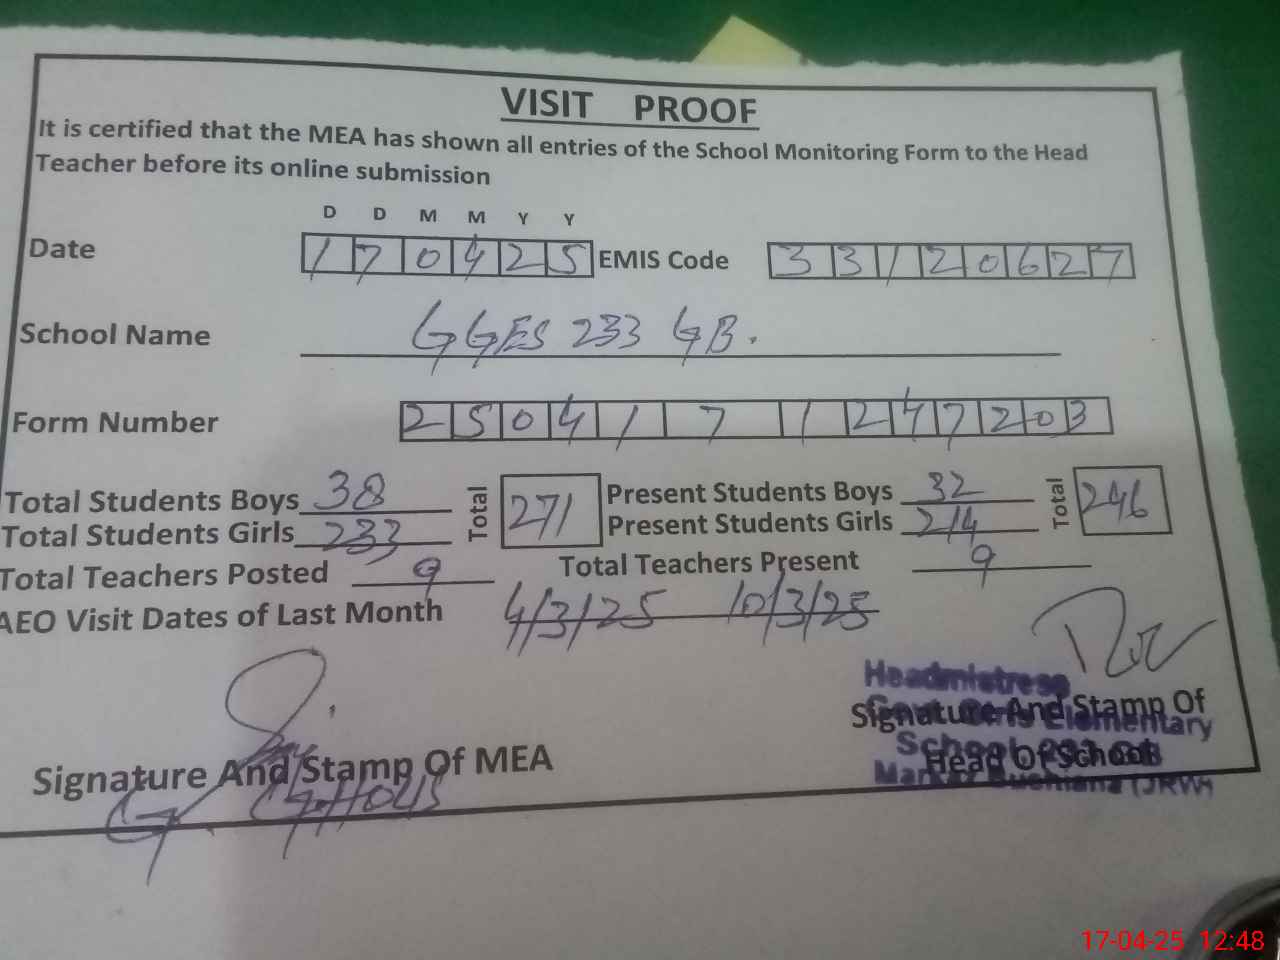 VISIT PROOF
It is certified that the MEA has shown all entries of the School Monitoring Form to the Head
Teacher before its online submission
D D M M Y Y
Date 1 7 0 4 2 5 EMIS Code 3 3 1 2 0 6 2 7
School Name GGES 233 GB.
Form Number 2 5 0 4 1 7 1 2 4 7 2 0 3
Total Students Boys 38 Total 271 Present Students Boys 32 Total 246
Total Students Girls 233 Present Students Girls 214
Total Teachers Posted 9 Total Teachers Present 9
AEO Visit Dates of Last Month 4/3/25 10/3/25
Headmistress
Signature And Stamp Of
Elementary
School
Head Of School
Signature And Stamp Of MEA
17-04-25 12:48